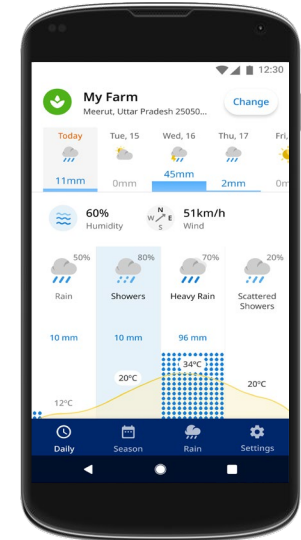 12:30
My Farm
Meerut, Uttar Pradesh 25050...
Change
Today
Tue, 15
Wed, 16
Thu, 17
Fri,
11mm
0mm
45mm
2mm
0m
60%
Humidity
N
W E
S
51km/h
Wind
50%
80%
70%
20%
Rain
Showers
Heavy Rain
Scattered
Showers
10 mm
10 mm
96 mm
34°C
20°C
20°C
12°C
Daily
Season
Rain
Settings